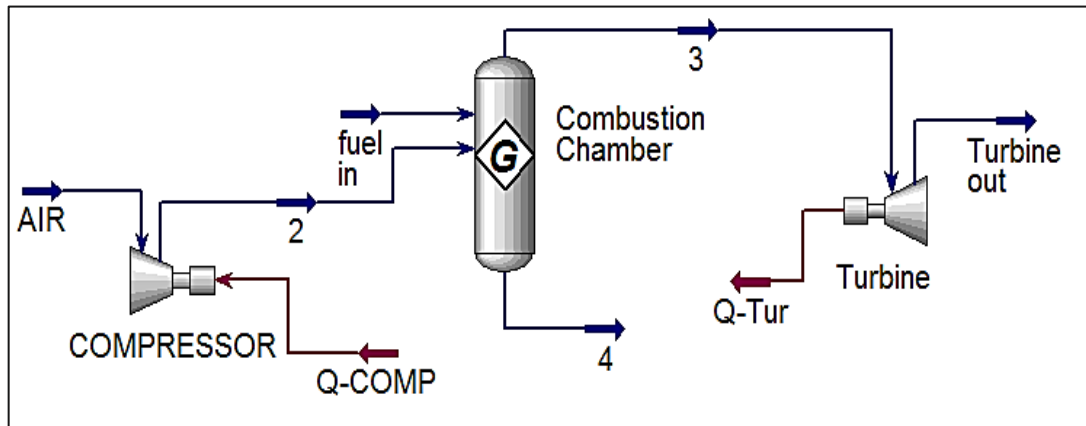 AIR
COMPRESSOR
Q-COMP
2
fuel
in
G
Combustion
Chamber
3
4
Turbine
out
Turbine
Q-Tur